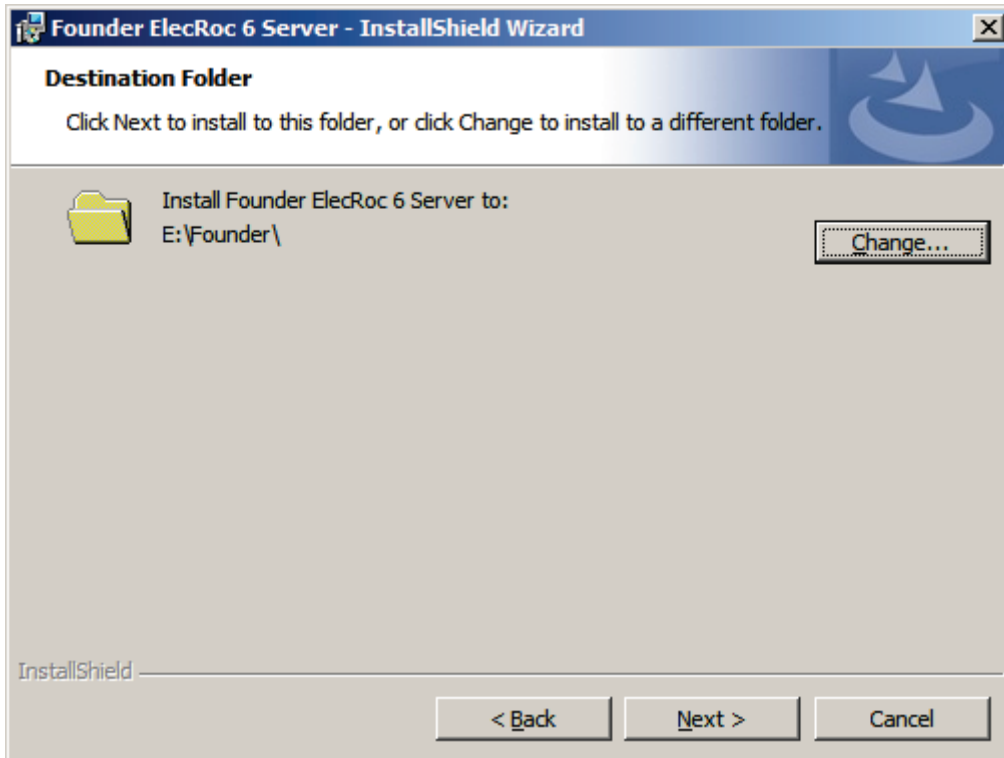 Founder ElecRoc 6 Server - InstallShield Wizard
Destination Folder
Click Next to install to this folder, or click Change to install to a different folder.
Install Founder ElecRoc 6 Server to:
E:\Founder\
Change...
InstallShield
< Back
Next >
Cancel